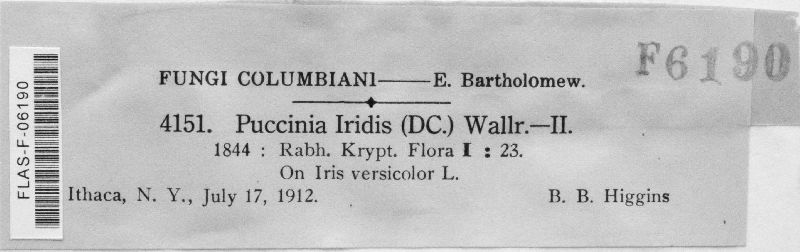 F6190
FLAS-F-06190
FUNGI COLUMBIANI——E. Bartholomew.
4151. Puccinia Iridis (DC.) Wallr.—II.
1844 : Rabh. Krypt. Flora I : 23.
On Iris versicolor L.
Ithaca, N. Y., July 17, 1912. B. B. Higgins